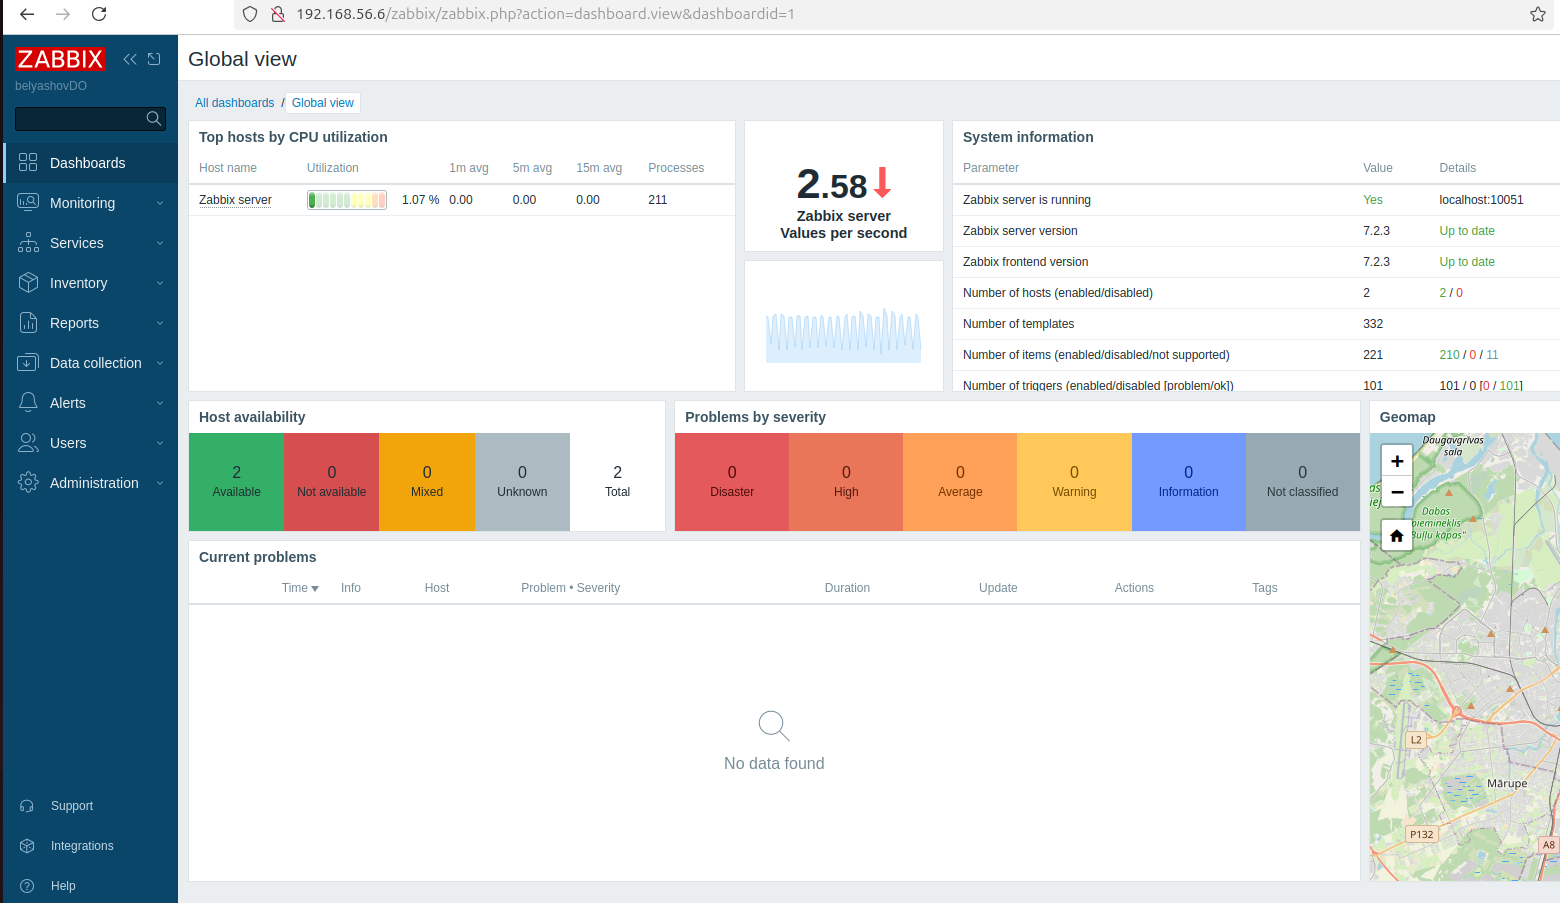 192.168.56.6/zabbix/zabbix.php?action=dashboard.view&dashboardid=1
ZABBIX
belyashovDO
Dashboards
Monitoring
Services
Inventory
Reports
Data collection
Alerts
Users
Administration
Support
Integrations
Help
Global view
All dashboards / Global view
Top hosts by CPU utilization
Host name Utilization 1m avg 5m avg 15m avg Processes
Zabbix server 1.07 % 0.00 0.00 0.00 211
2.58
Zabbix server
Values per second
System information
Parameter Value Details
Zabbix server is running Yes localhost:10051
Zabbix server version 7.2.3 Up to date
Zabbix frontend version 7.2.3 Up to date
Number of hosts (enabled/disabled) 2 2 / 0
Number of templates 332
Number of items (enabled/disabled/not supported) 221 210 / 0 / 11
Number of triggers (enabled/disabled [problem/ok]) 101 101 / 0 [0 / 101]
Host availability
2 Available
0 Not available
0 Mixed
0 Unknown
2 Total
Problems by severity
0 Disaster
0 High
0 Average
0 Warning
0 Information
0 Not classified
Geomap
Daugavgrīvas
sala
+
−
Dabas
piemineklis
"Buļļu kāpas"
L2
Mārupe
P132
A8
Current problems
Time Info Host Problem • Severity Duration Update Actions Tags
No data found